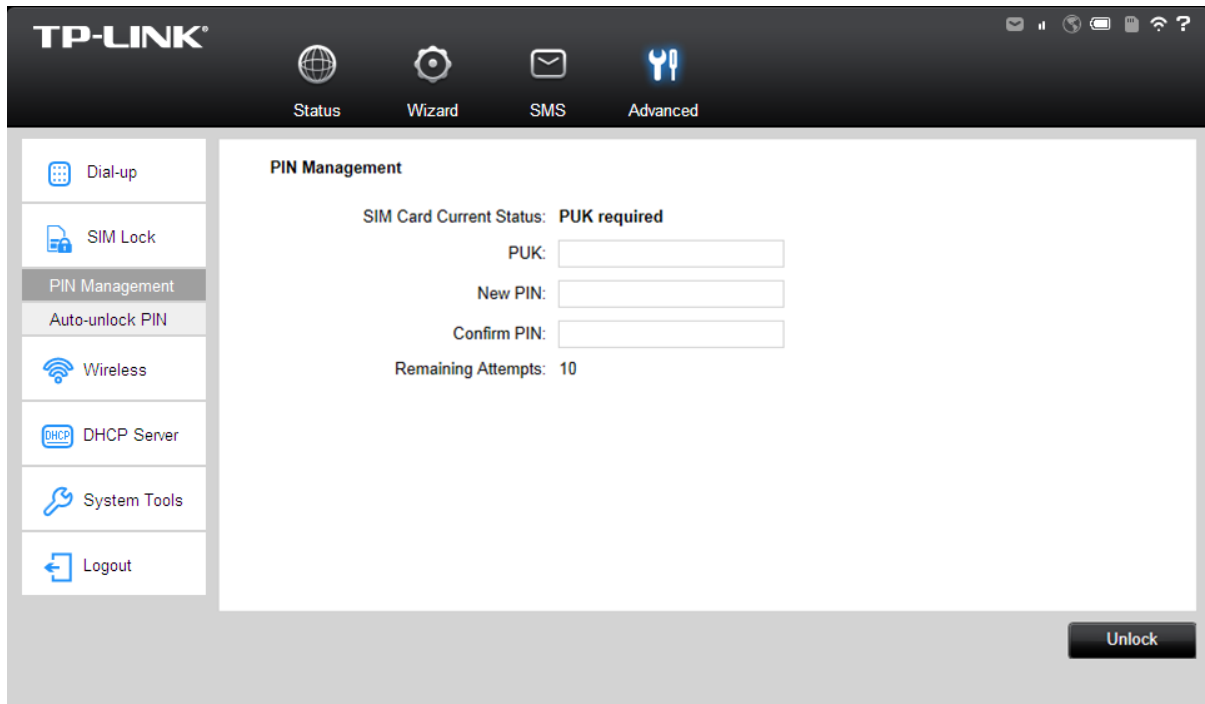 TP-LINK®
?
Status Wizard SMS Advanced
Dial-up
SIM Lock
PIN Management
Auto-unlock PIN
Wireless
DHCP DHCP Server
System Tools
Logout
PIN Management
SIM Card Current Status: PUK required
PUK:
New PIN:
Confirm PIN:
Remaining Attempts: 10
Unlock